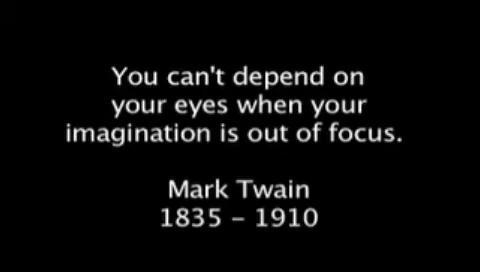 You can't depend on
your eyes when your
imagination is out of focus.
Mark Twain
1835 – 1910